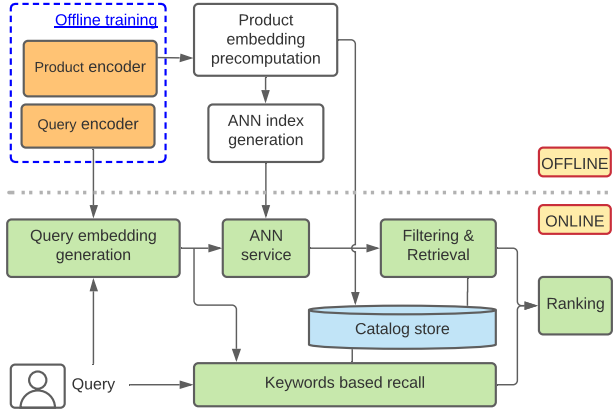 Offline training
Product encoder
Query encoder
Product
embedding
precomputation
ANN index
generation
OFFLINE
ONLINE
Query embedding
generation
ANN
service
Filtering &
Retrieval
Ranking
Catalog store
Query
Keywords based recall